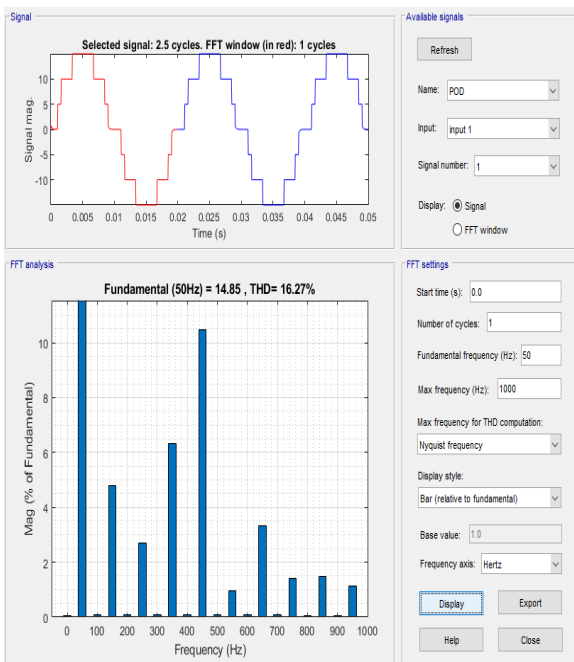 Signal
Selected signal: 2.5 cycles. FFT window (in red): 1 cycles
10
5
0
-5
-10
Signal mag.
0 0.005 0.01 0.015 0.02 0.025 0.03 0.035 0.04 0.045 0.05
Time (s)
Available signals
Refresh
Name: POD
Input: input 1
Signal number: 1
Display: Signal
FFT window
FFT analysis
Fundamental (50Hz) = 14.85 , THD= 16.27%
10
8
6
4
2
0
Mag (% of Fundamental)
0 100 200 300 400 500 600 700 800 900 1000
Frequency (Hz)
FFT settings
Start time (s): 0.0
Number of cycles: 1
Fundamental frequency (Hz): 50
Max frequency (Hz): 1000
Max frequency for THD computation:
Nyquist frequency
Display style:
Bar (relative to fundamental)
Base value: 1.0
Frequency axis: Hertz
Display Export
Help Close